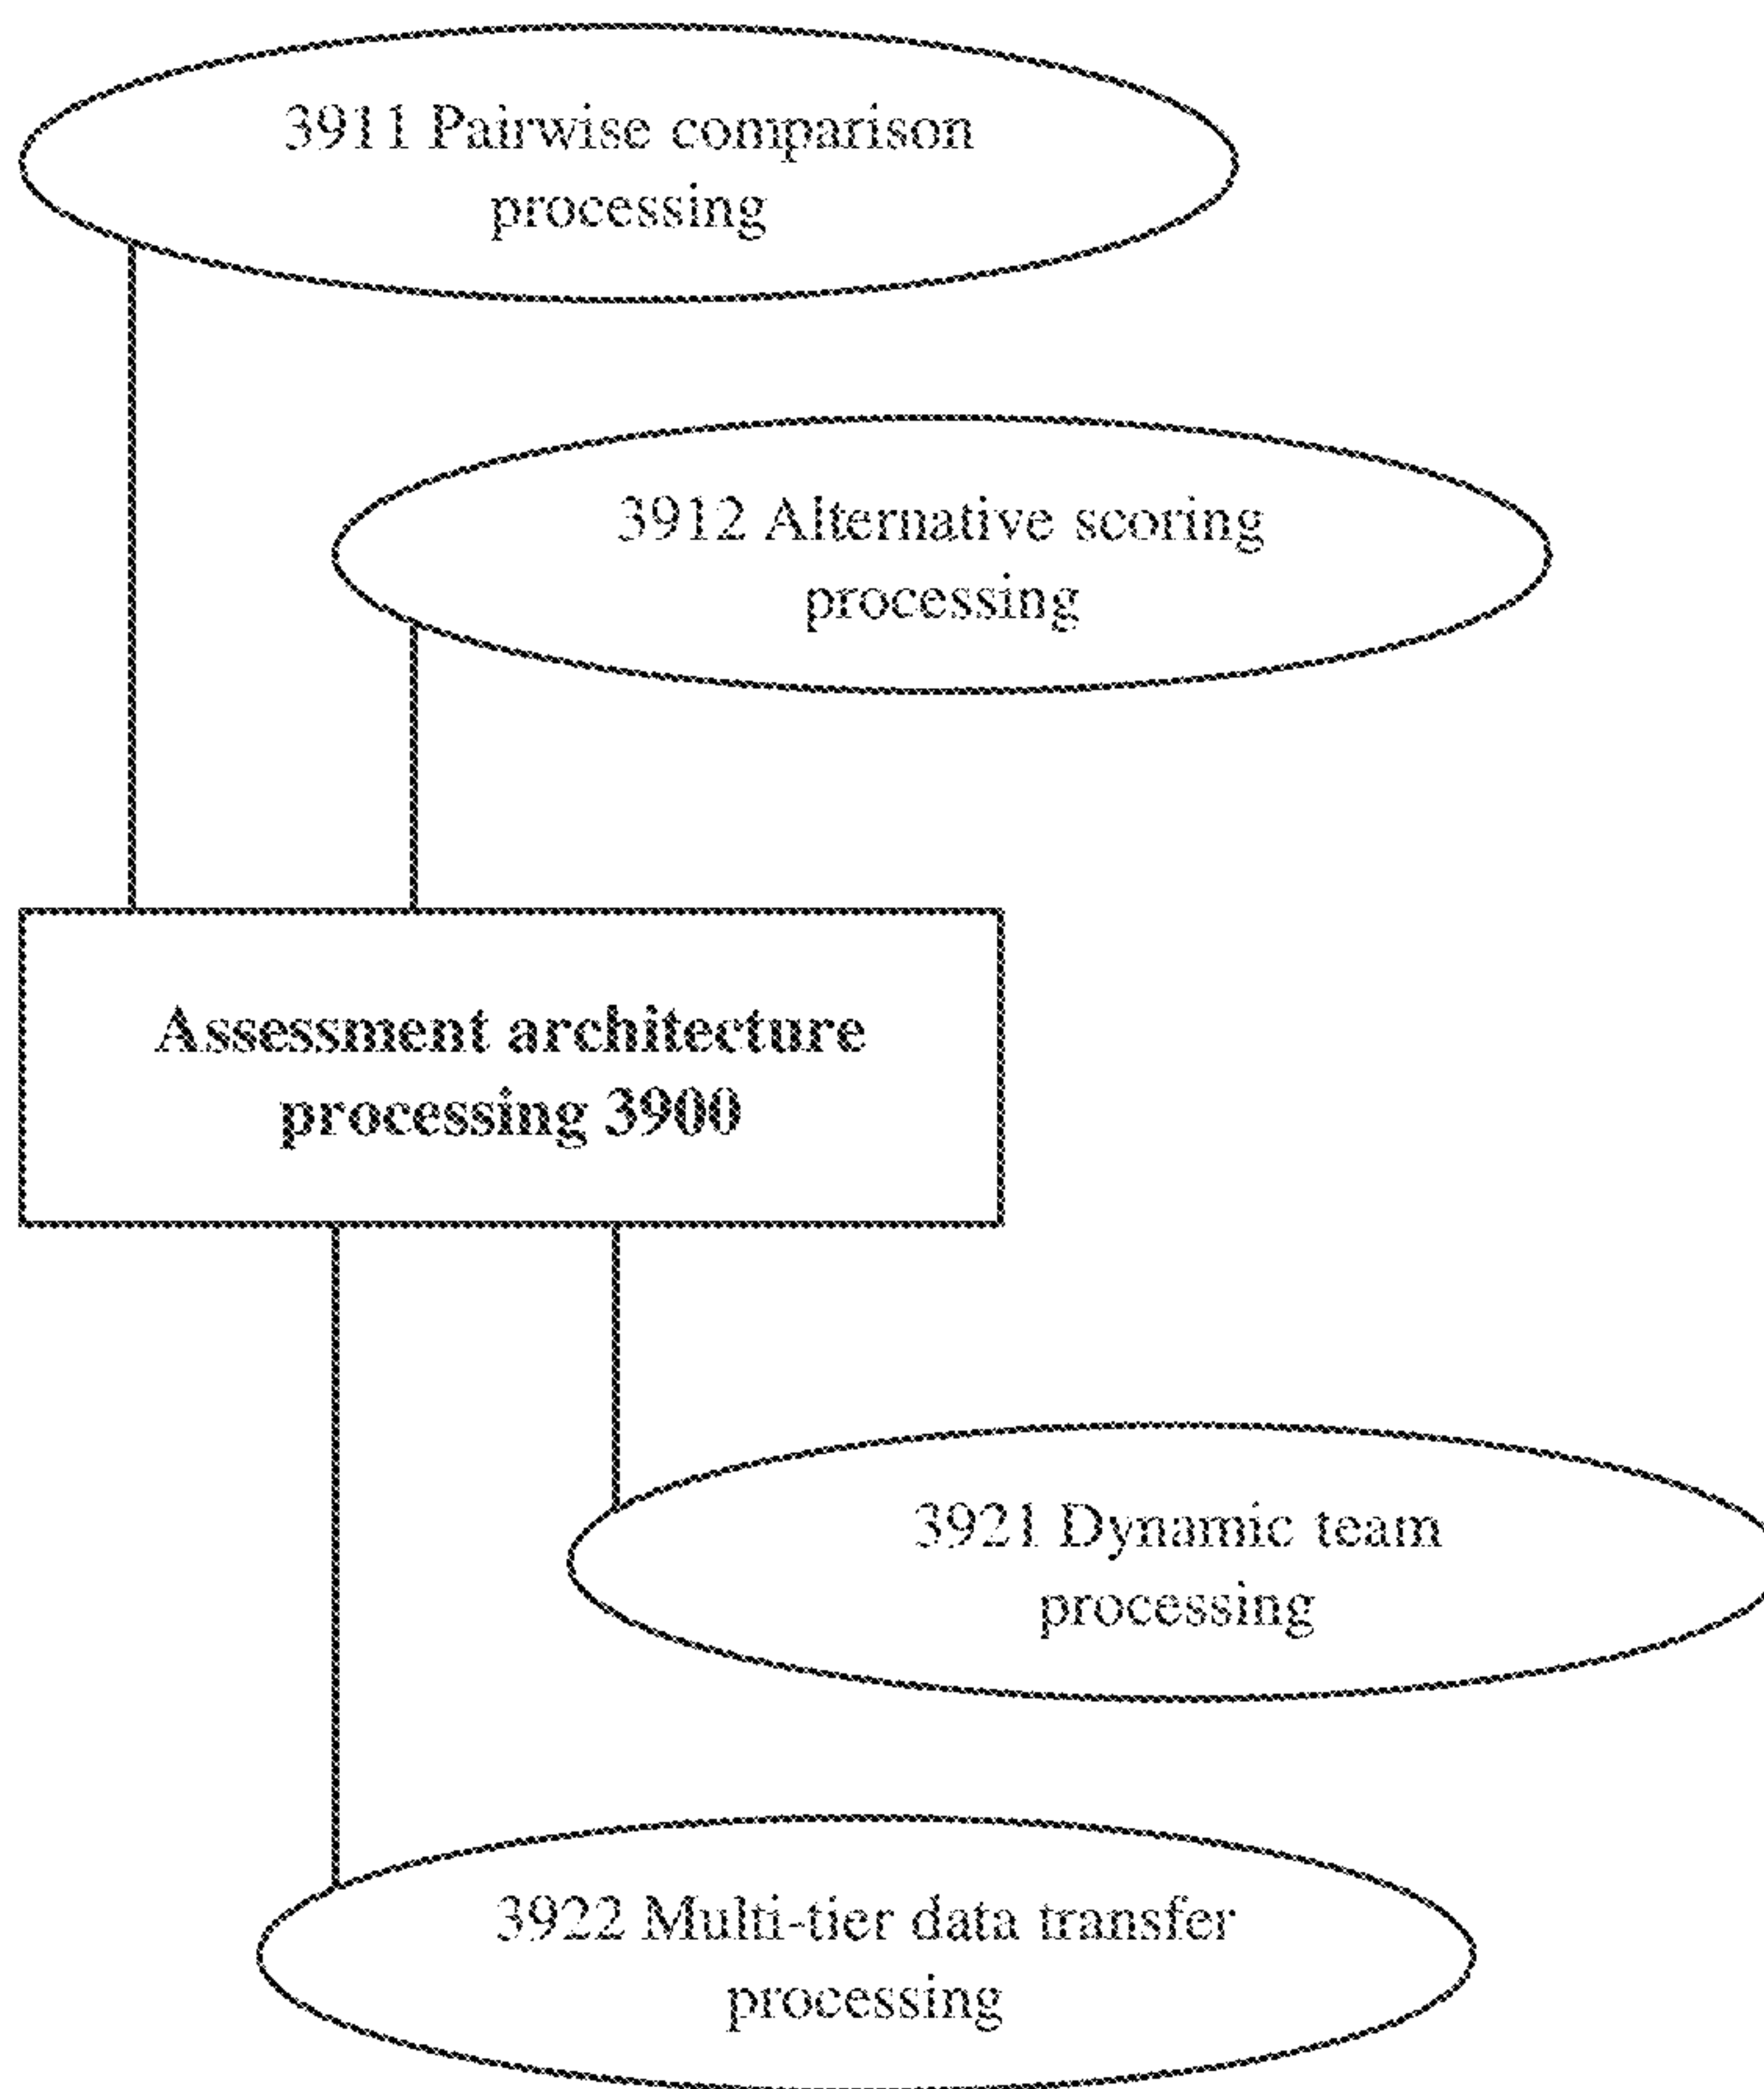 3911 Pairwise comparison
processing
3912 Alternative scoring
processing
Assessment architecture
processing 3900
3921 Dynamic team
processing
3922 Multi-tier data transfer
processing